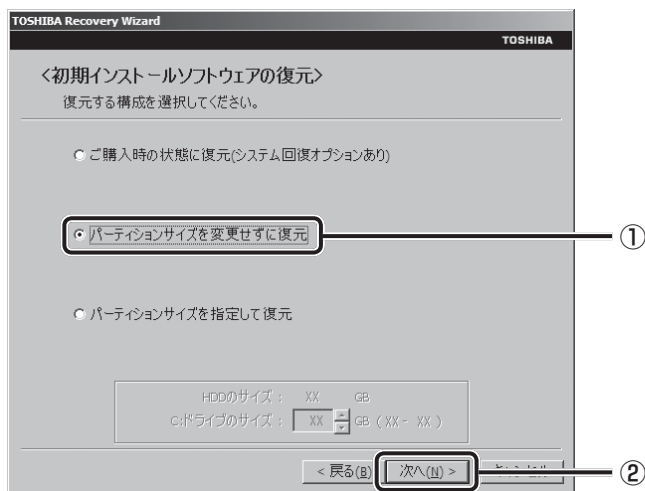 TOSHIBA Recovery Wizard
TOSHIBA
<初期インストールソフトウェアの復元>
復元する構成を選択してください。
ご購入時の状態に復元(システム回復オプションあり)
パーティションサイズを変更せずに復元
①
パーティションサイズを指定して復元
HDDのサイズ： XX GB
C:ドライブのサイズ： XX GB ( XX - XX )
< 戻る(B) 次へ(N) >
②